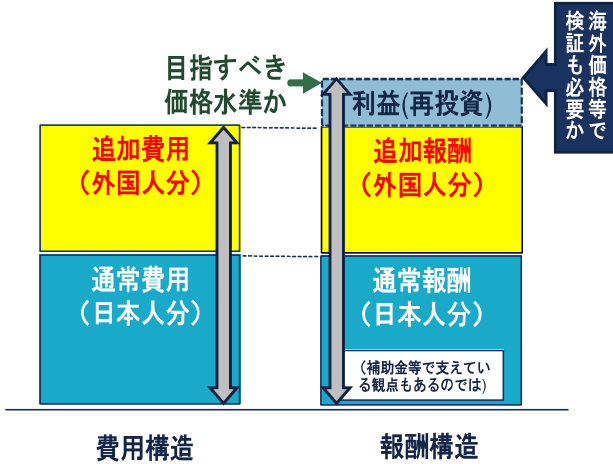 目指すべき
価格水準か
海外価格等で
検証も必要か
利益(再投資)
追加費用
（外国人分）
追加報酬
（外国人分）
通常費用
（日本人分）
通常報酬
（日本人分）
（補助金等で支えてい
る観点もあるのでは)
費用構造
報酬構造